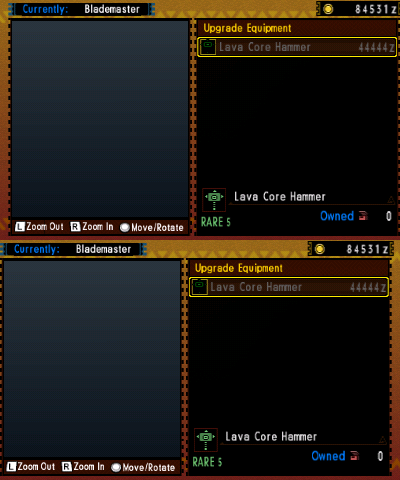 Currently: Blademaster
84531z
Upgrade Equipment
Lava Core Hammer 44444z
Lava Core Hammer
RARE 5
Owned 0
L Zoom Out R Zoom In Move/Rotate
Currently: Blademaster
84531z
Upgrade Equipment
Lava Core Hammer 44444z
Lava Core Hammer
RARE 5
Owned 0
L Zoom Out R Zoom In Move/Rotate